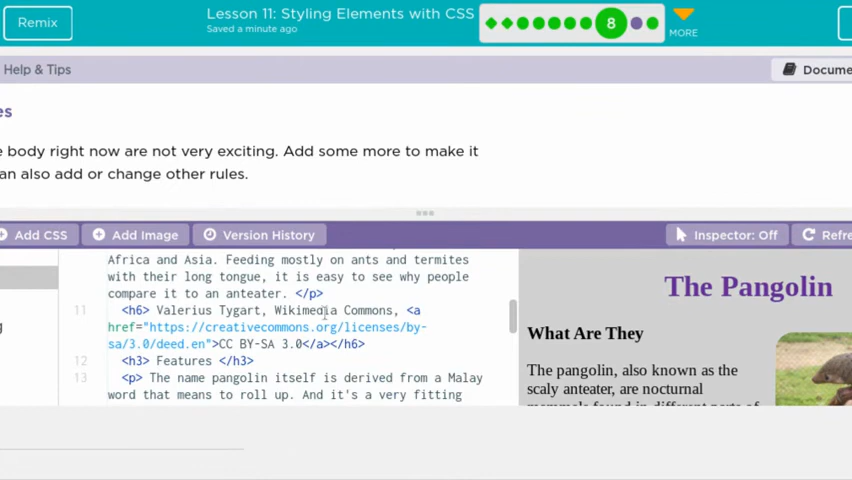 Remix
Lesson 11: Styling Elements with CSS
Saved a minute ago
8
MORE
Help & Tips
Docume
es
e body right now are not very exciting. Add some more to make it
an also add or change other rules.
Add CSS
Add Image
Version History
Inspector: Off
Refre
Africa and Asia. Feeding mostly on ants and termites
with their long tongue, it is easy to see why people
compare it to an anteater. </p>
11 <h6> Valerius Tygart, Wikimedia Commons, <a
href="https://creativecommons.org/licenses/by-
sa/3.0/deed.en">CC BY-SA 3.0</a></h6>
12 <h3> Features </h3>
13 <p> The name pangolin itself is derived from a Malay
word that means to roll up. And it's a very fitting
g
The Pangolin
What Are They
The pangolin, also known as the
scaly anteater, are nocturnal
mammals found in different parts of